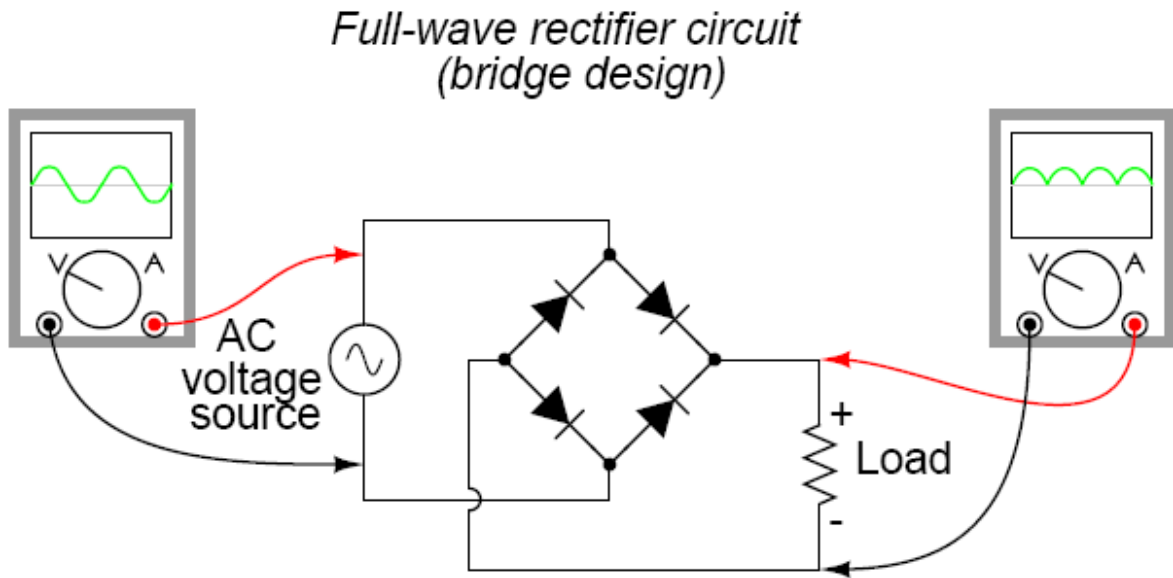 Full-wave rectifier circuit
(bridge design)
V A
V A
AC
voltage
source
+
Load
-